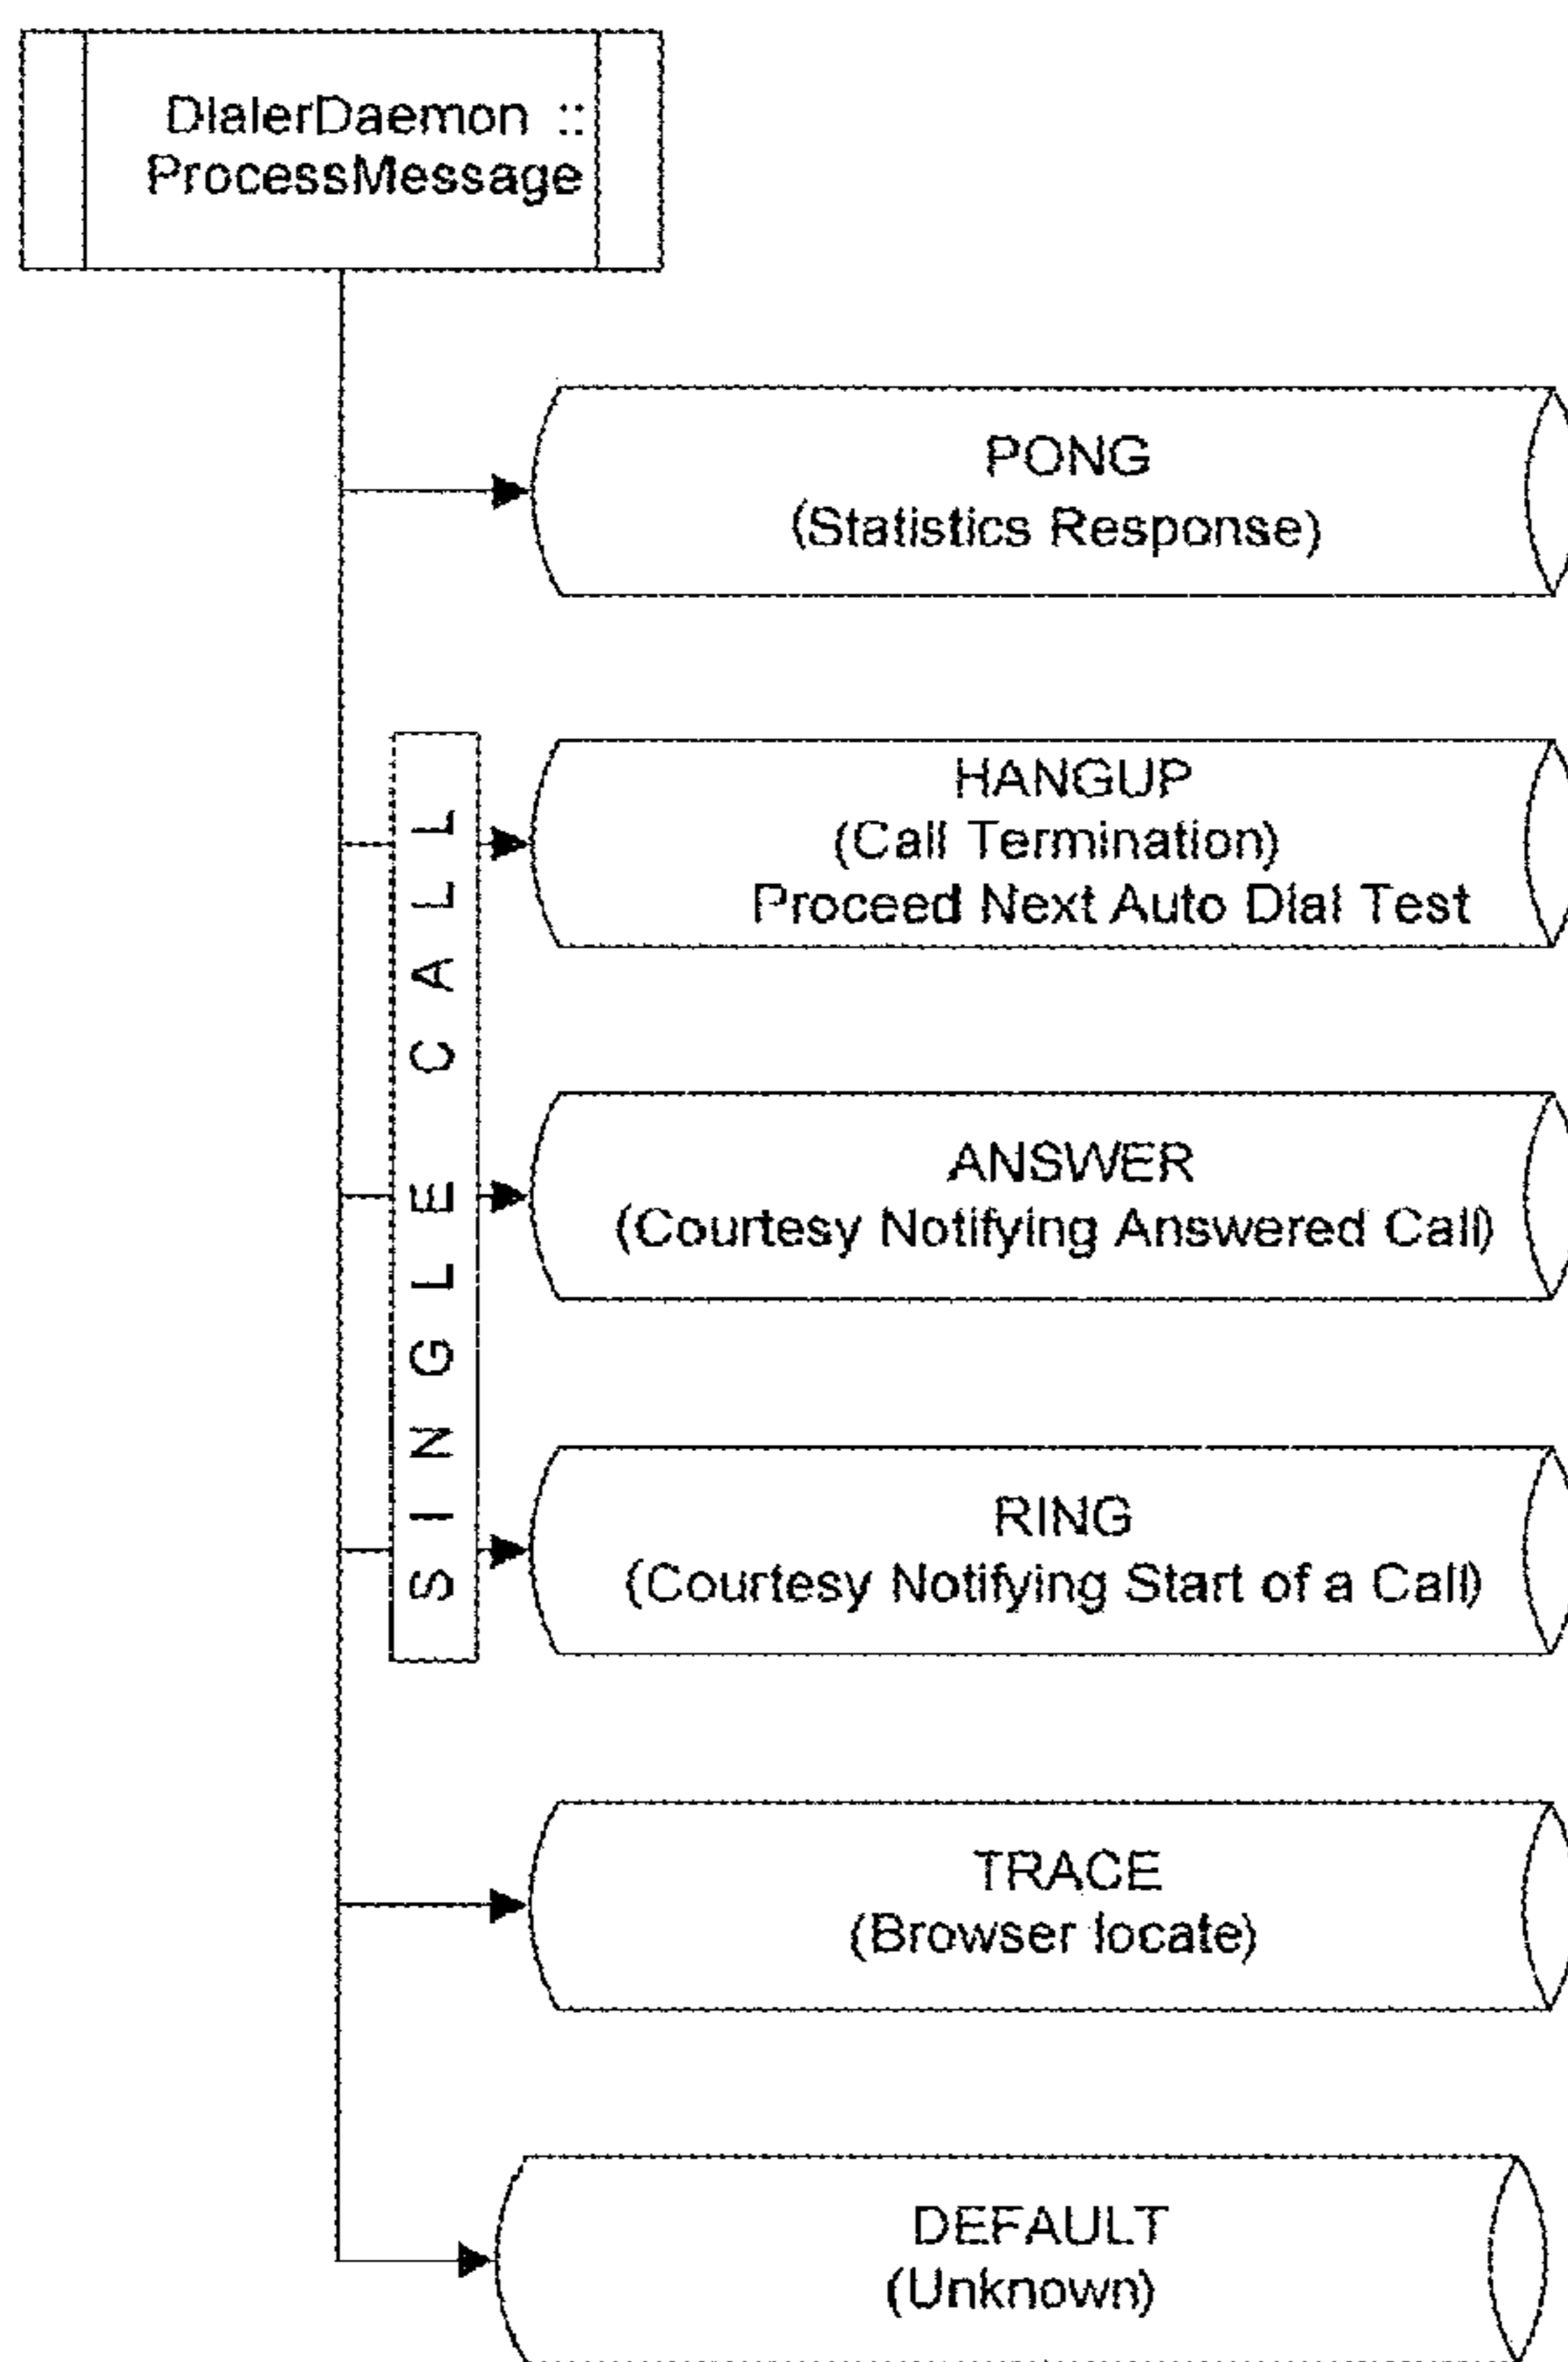 DialerDaemon ::
ProcessMessage
PONG
(Statistics Response)
SINGLE CALL
HANGUP
(Call Termination)
Proceed Next Auto Dial Test
ANSWER
(Courtesy Notifying Answered Call)
RING
(Courtesy Notifying Start of a Call)
TRACE
(Browser locate)
DEFAULT
(Unknown)